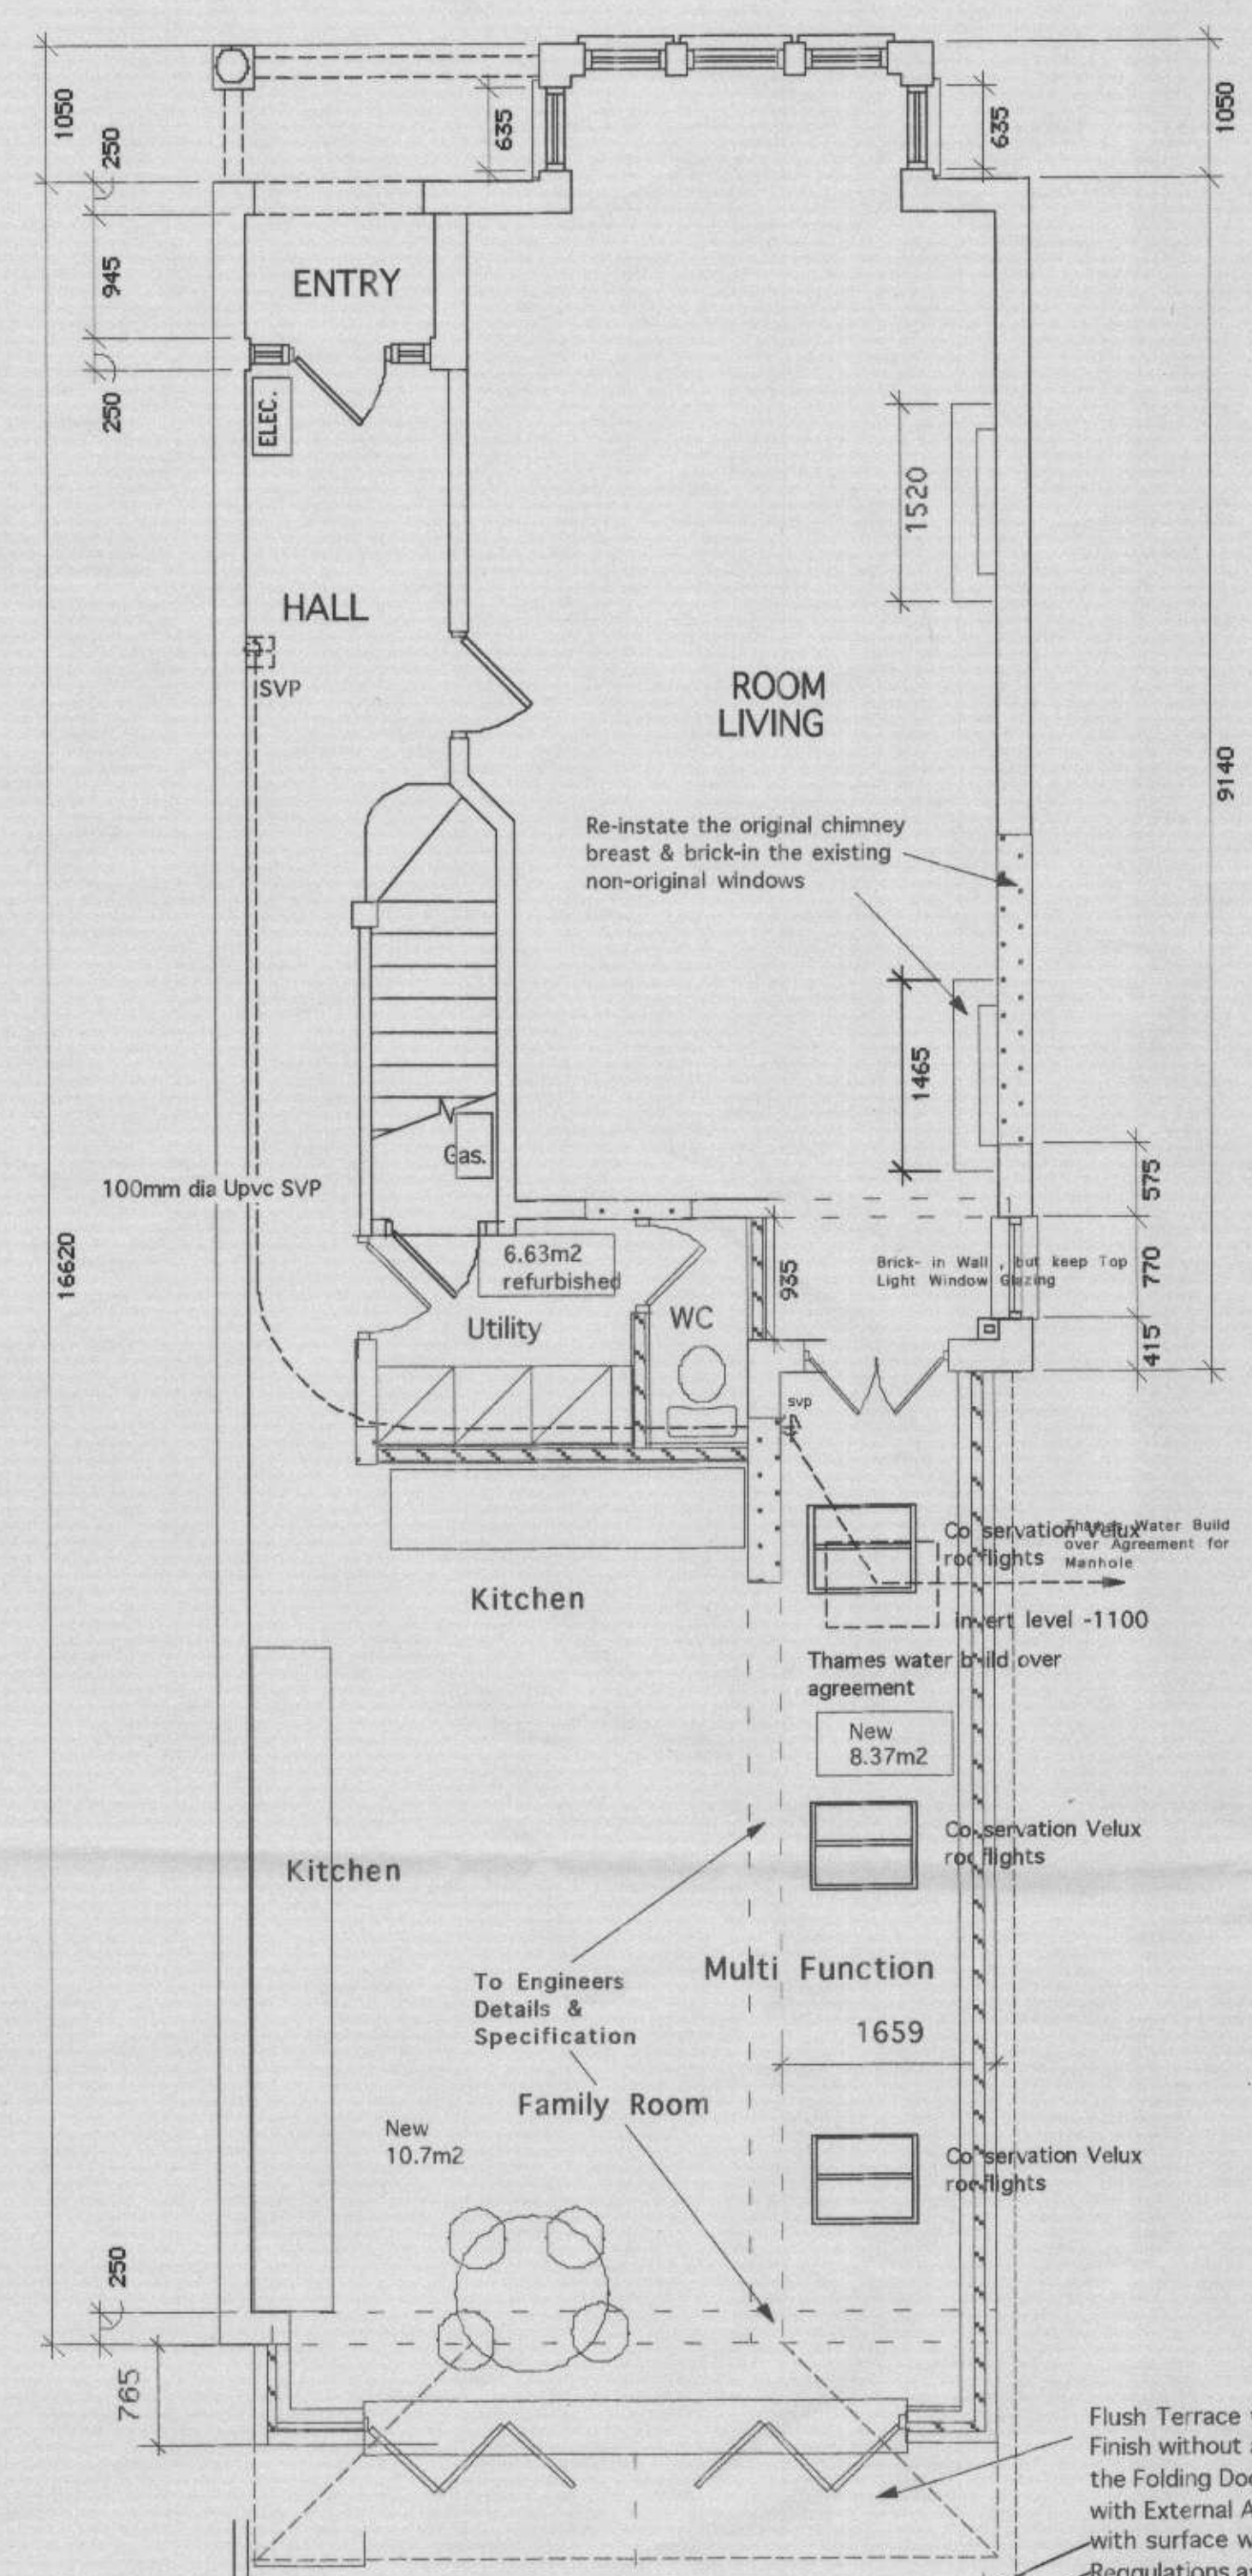 1050
250
635
635
1050
945
ENTRY
250
ELEC.
1520
HALL
SVP
ROOM
LIVING
9140
Re-instate the original chimney
breast & brick-in the existing
non-original windows
1465
Gas.
100mm dia Upvc SVP
575
16620
6.63m2
refurbished
935
Brick- in Wall , but keep Top
Light Window Glazing
770
Utility
WC
415
svp
Conservation Velux
rooflights
Thames Water Build
over Agreement for
Manhole
Kitchen
invert level -1100
Thames water build over
agreement
New
8.37m2
Conservation Velux
rooflights
Kitchen
Multi Function
To Engineers
Details &
Specification
1659
Family Room
New
10.7m2
Conservation Velux
rooflights
250
765
Flush Terrace
Finish without
the Folding
with External
with surface
Reggulations